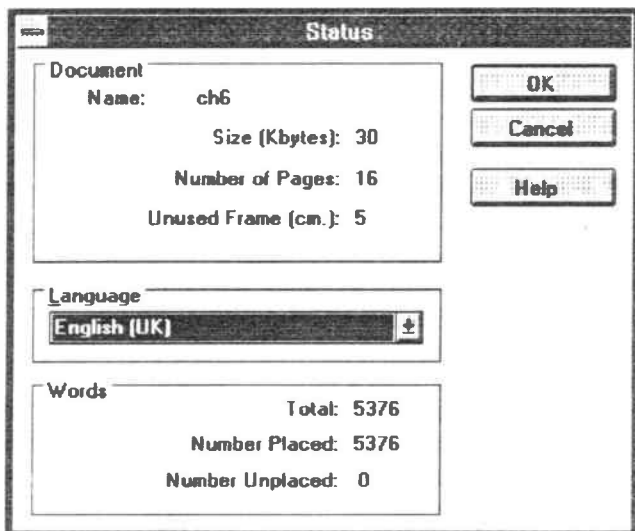 Status
Document
Name: ch6
Size (Kbytes): 30
Number of Pages: 16
Unused Frame (cm.): 5
OK
Cancel
Help
Language
English (UK)
Words
Total: 5376
Number Placed: 5376
Number Unplaced: 0